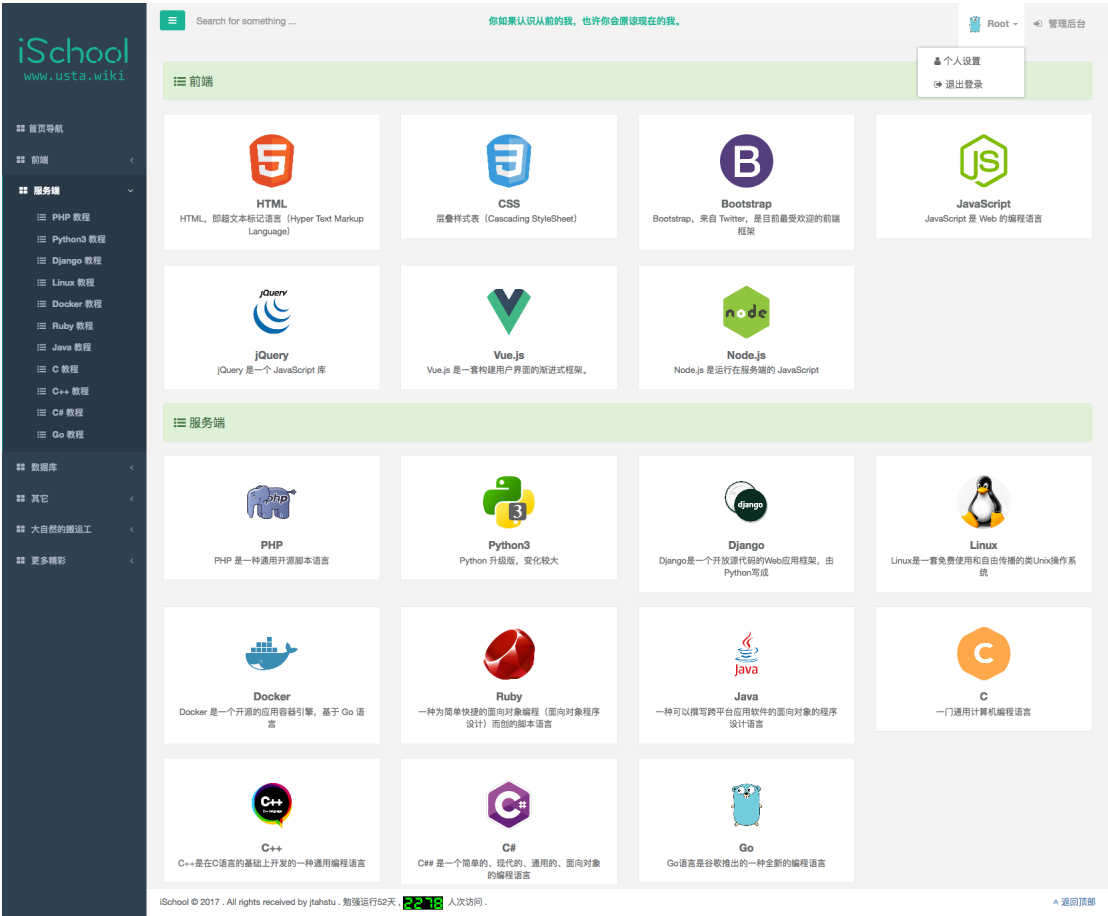 iSchool
www.usta.wiki
首页导航
前端
服务端
PHP 教程
Python3 教程
Django 教程
Linux 教程
Docker 教程
Ruby 教程
Java 教程
C 教程
C++ 教程
C# 教程
Go 教程
数据库
其它
大自然的搬运工
更多精彩
Search for something ...
你如果认识从前的我，也许你会原谅现在的我。
Root
管理后台
个人设置
退出登录
前端
HTML
HTML，即超文本标记语言（Hyper Text Markup
Language）
CSS
层叠样式表（Cascading StyleSheet）
Bootstrap
Bootstrap，来自 Twitter，是目前最受欢迎的前端
框架
JavaScript
JavaScript 是 Web 的编程语言
jQuery
jQuery
jQuery 是一个 JavaScript 库
Vue.js
Vue.js 是一套构建用户界面的渐进式框架。
node
Node.js
Node.js 是运行在服务端的 JavaScript
服务端
php
PHP
PHP 是一种通用开源脚本语言
3
Python3
Python 升级版，变化较大
django
Django
Django是一个开放源代码的Web应用框架，由
Python写成
Linux
Linux是一套免费使用和自由传播的类Unix操作系
统
Docker
Docker 是一个开源的应用容器引擎，基于 Go 语
言
Ruby
一种为简单快捷的面向对象编程（面向对象程序
设计）而创的脚本语言
Java
Java
一种可以撰写跨平台应用软件的面向对象的程序
设计语言
C
C
一门通用计算机编程语言
C++
C++
C++是在C语言的基础上开发的一种通用编程语言
C#
C#
C## 是一个简单的、现代的、通用的、面向对象
的编程语言
Go
Go语言是谷歌推出的一种全新的编程语言
iSchool © 2017 . All rights received by jtahstu . 勉强运行52天 , 2278 人次访问 .
返回顶部